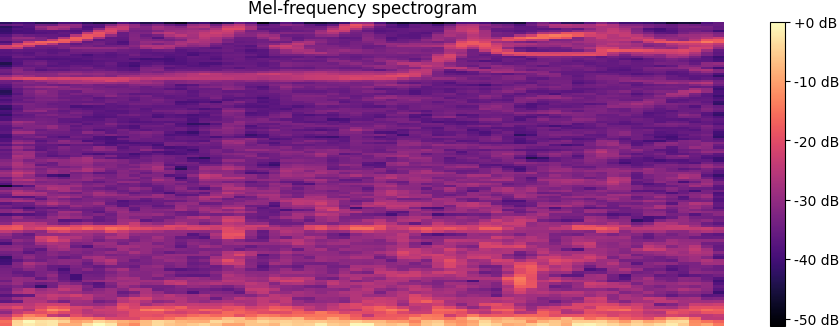 Mel-frequency spectrogram
+0 dB
-10 dB
-20 dB
-30 dB
-40 dB
-50 dB